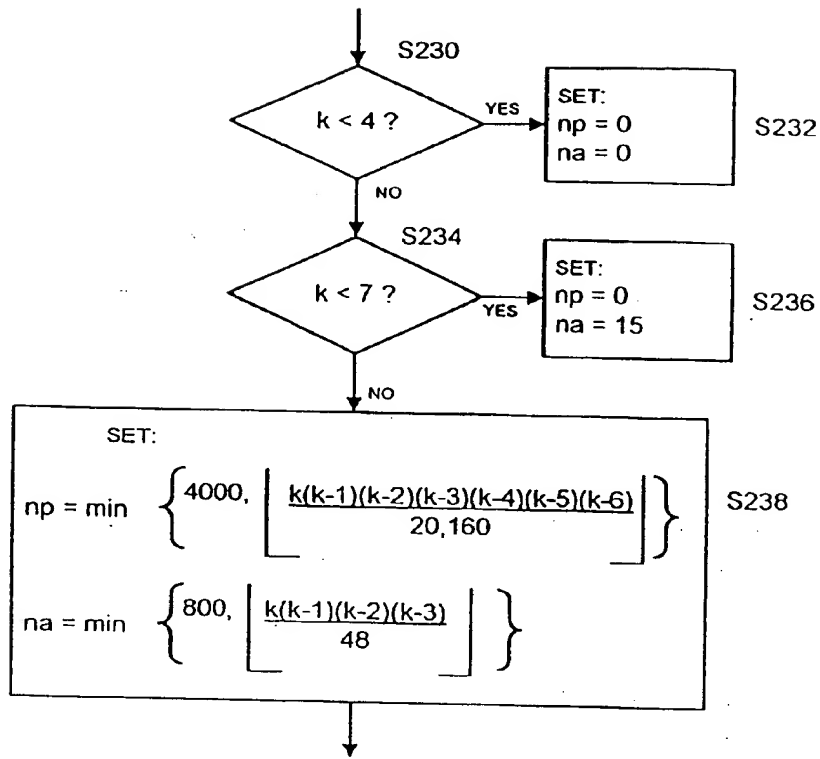 S230
k < 4 ?
YES
SET:
np = 0
na = 0
S232
NO
S234
k < 7 ?
YES
SET:
np = 0
na = 15
S236
NO
SET:
np = min { 4000, ⌊ k(k-1)(k-2)(k-3)(k-4)(k-5)(k-6)
20,160 ⌋ }
S238
na = min { 800, ⌊ k(k-1)(k-2)(k-3)
48 ⌋ }